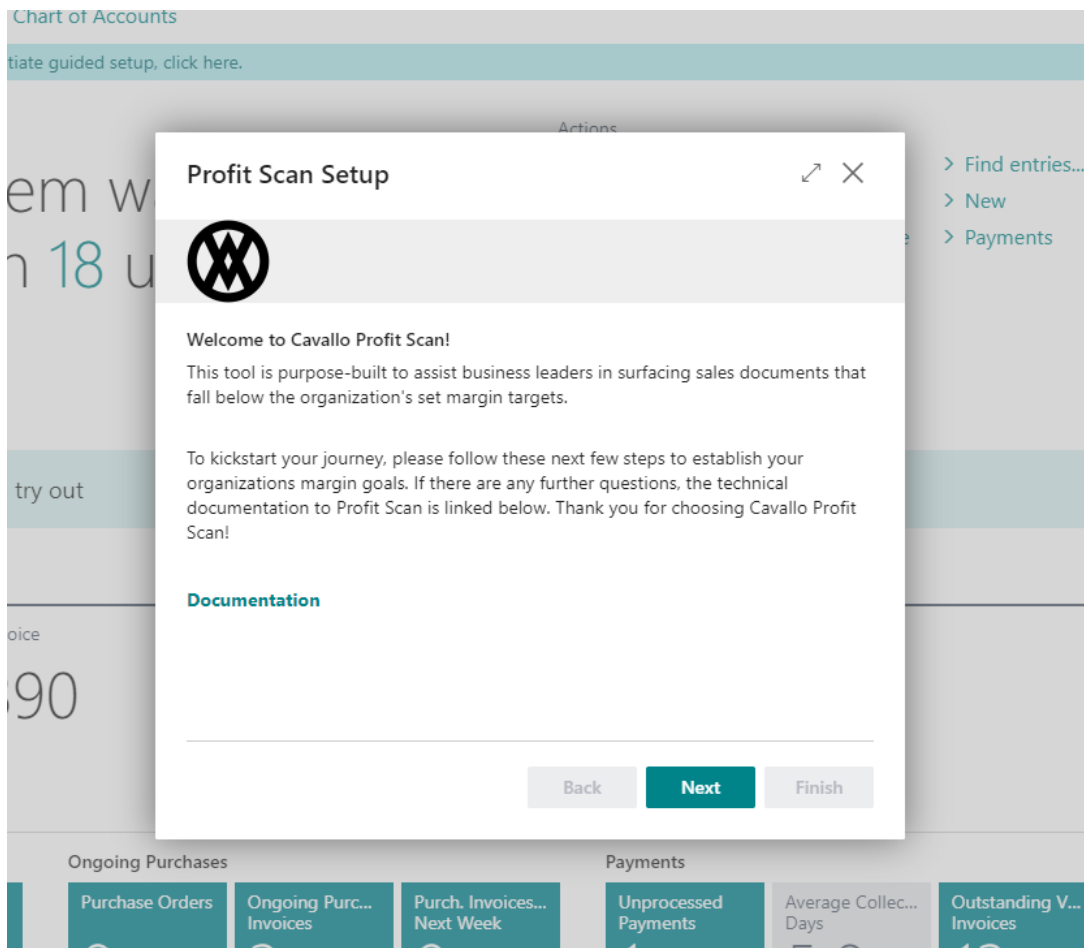 Chart of Accounts
tiate guided setup, click here.
Actions
em w
18 u
> Find entries...
> New
> Payments
Profit Scan Setup
Welcome to Cavallo Profit Scan!
This tool is purpose-built to assist business leaders in surfacing sales documents that
fall below the organization's set margin targets.
To kickstart your journey, please follow these next few steps to establish your
organizations margin goals. If there are any further questions, the technical
documentation to Profit Scan is linked below. Thank you for choosing Cavallo Profit
Scan!
Documentation
try out
oice
390
Back Next Finish
Ongoing Purchases
Payments
Purchase Orders
Ongoing Purc...
Invoices
Purch. Invoices...
Next Week
Unprocessed
Payments
Average Collec...
Days
Outstanding V...
Invoices